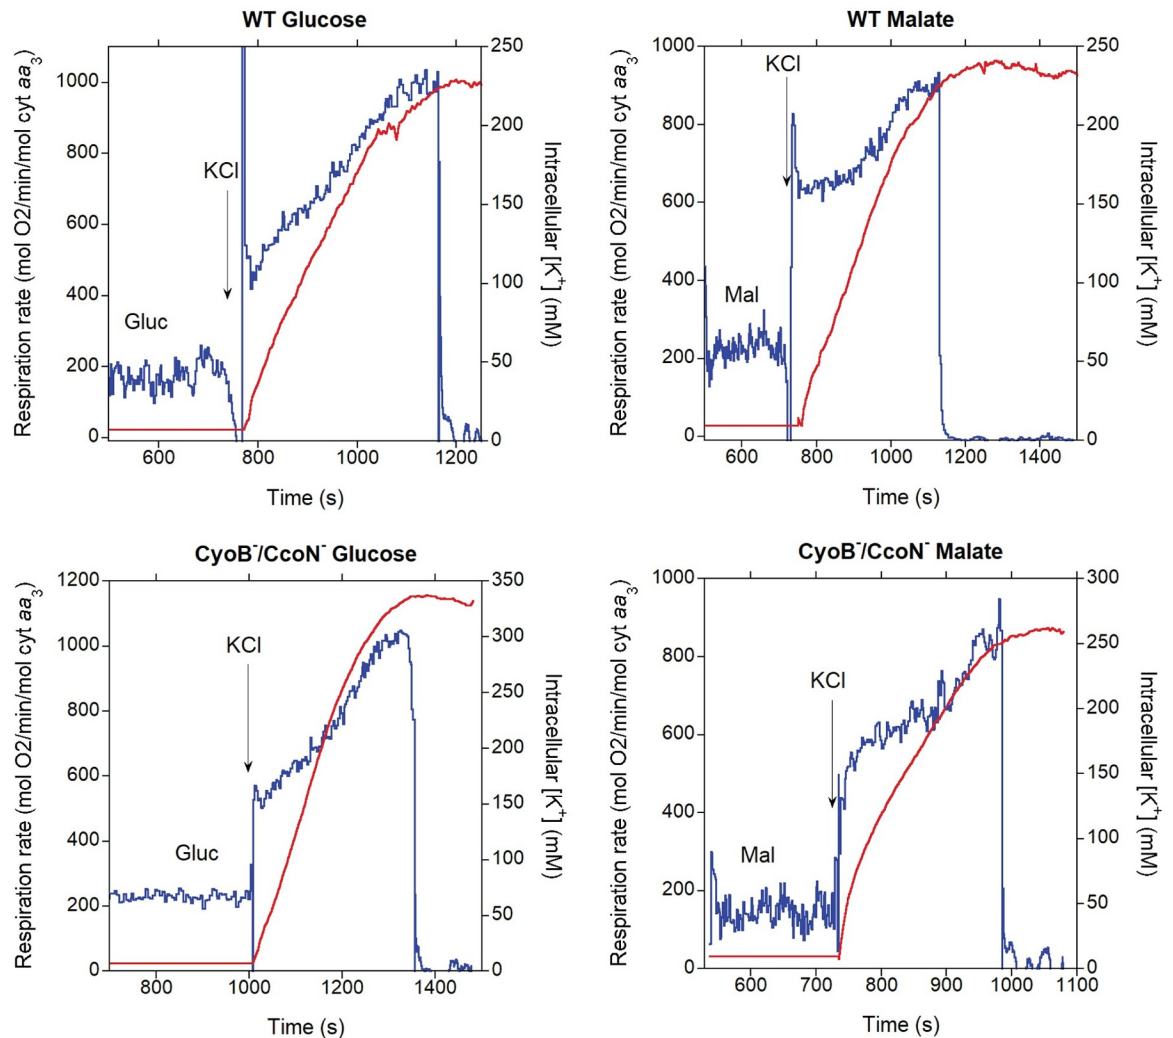 WT Glucose
Respiration rate (mol O2/min/mol cyt aa₃)
1000
800
600
400
200
0
KCl
Gluc
250
200
150
100
50
0
Intracellular [K⁺] (mM)
600 800 1000 1200
Time (s)
WT Malate
Respiration rate (mol O2/min/mol cyt aa₃)
1000
800
600
400
200
0
KCl
Mal
250
200
150
100
50
0
Intracellular [K⁺] (mM)
600 800 1000 1200 1400
Time (s)
CyoB⁻/CcoN⁻ Glucose
Respiration rate (mol O2/min/mol cyt aa₃)
1200
1000
800
600
400
200
0
KCl
Gluc
350
300
250
200
150
100
50
0
Intracellular [K⁺] (mM)
800 1000 1200 1400
Time (s)
CyoB⁻/CcoN⁻ Malate
Respiration rate (mol O2/min/mol cyt aa₃)
1000
800
600
400
200
0
KCl
Mal
300
250
200
150
100
50
0
Intracellular [K⁺] (mM)
600 700 800 900 1000 1100
Time (s)